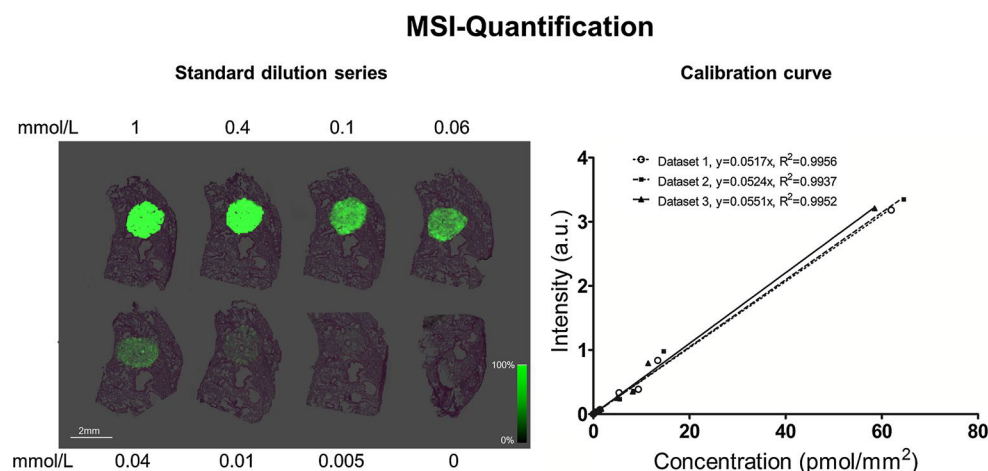 MSI-Quantification
Standard dilution series
mmol/L 1 0.4 0.1 0.06
100%
0%
2mm
mmol/L 0.04 0.01 0.005 0
Calibration curve
Dataset 1, y=0.0517x, R²=0.9956
Dataset 2, y=0.0524x, R²=0.9937
Dataset 3, y=0.0551x, R²=0.9952
Intensity (a.u.)
4
3
2
1
0
0 20 40 60 80
Concentration (pmol/mm²)